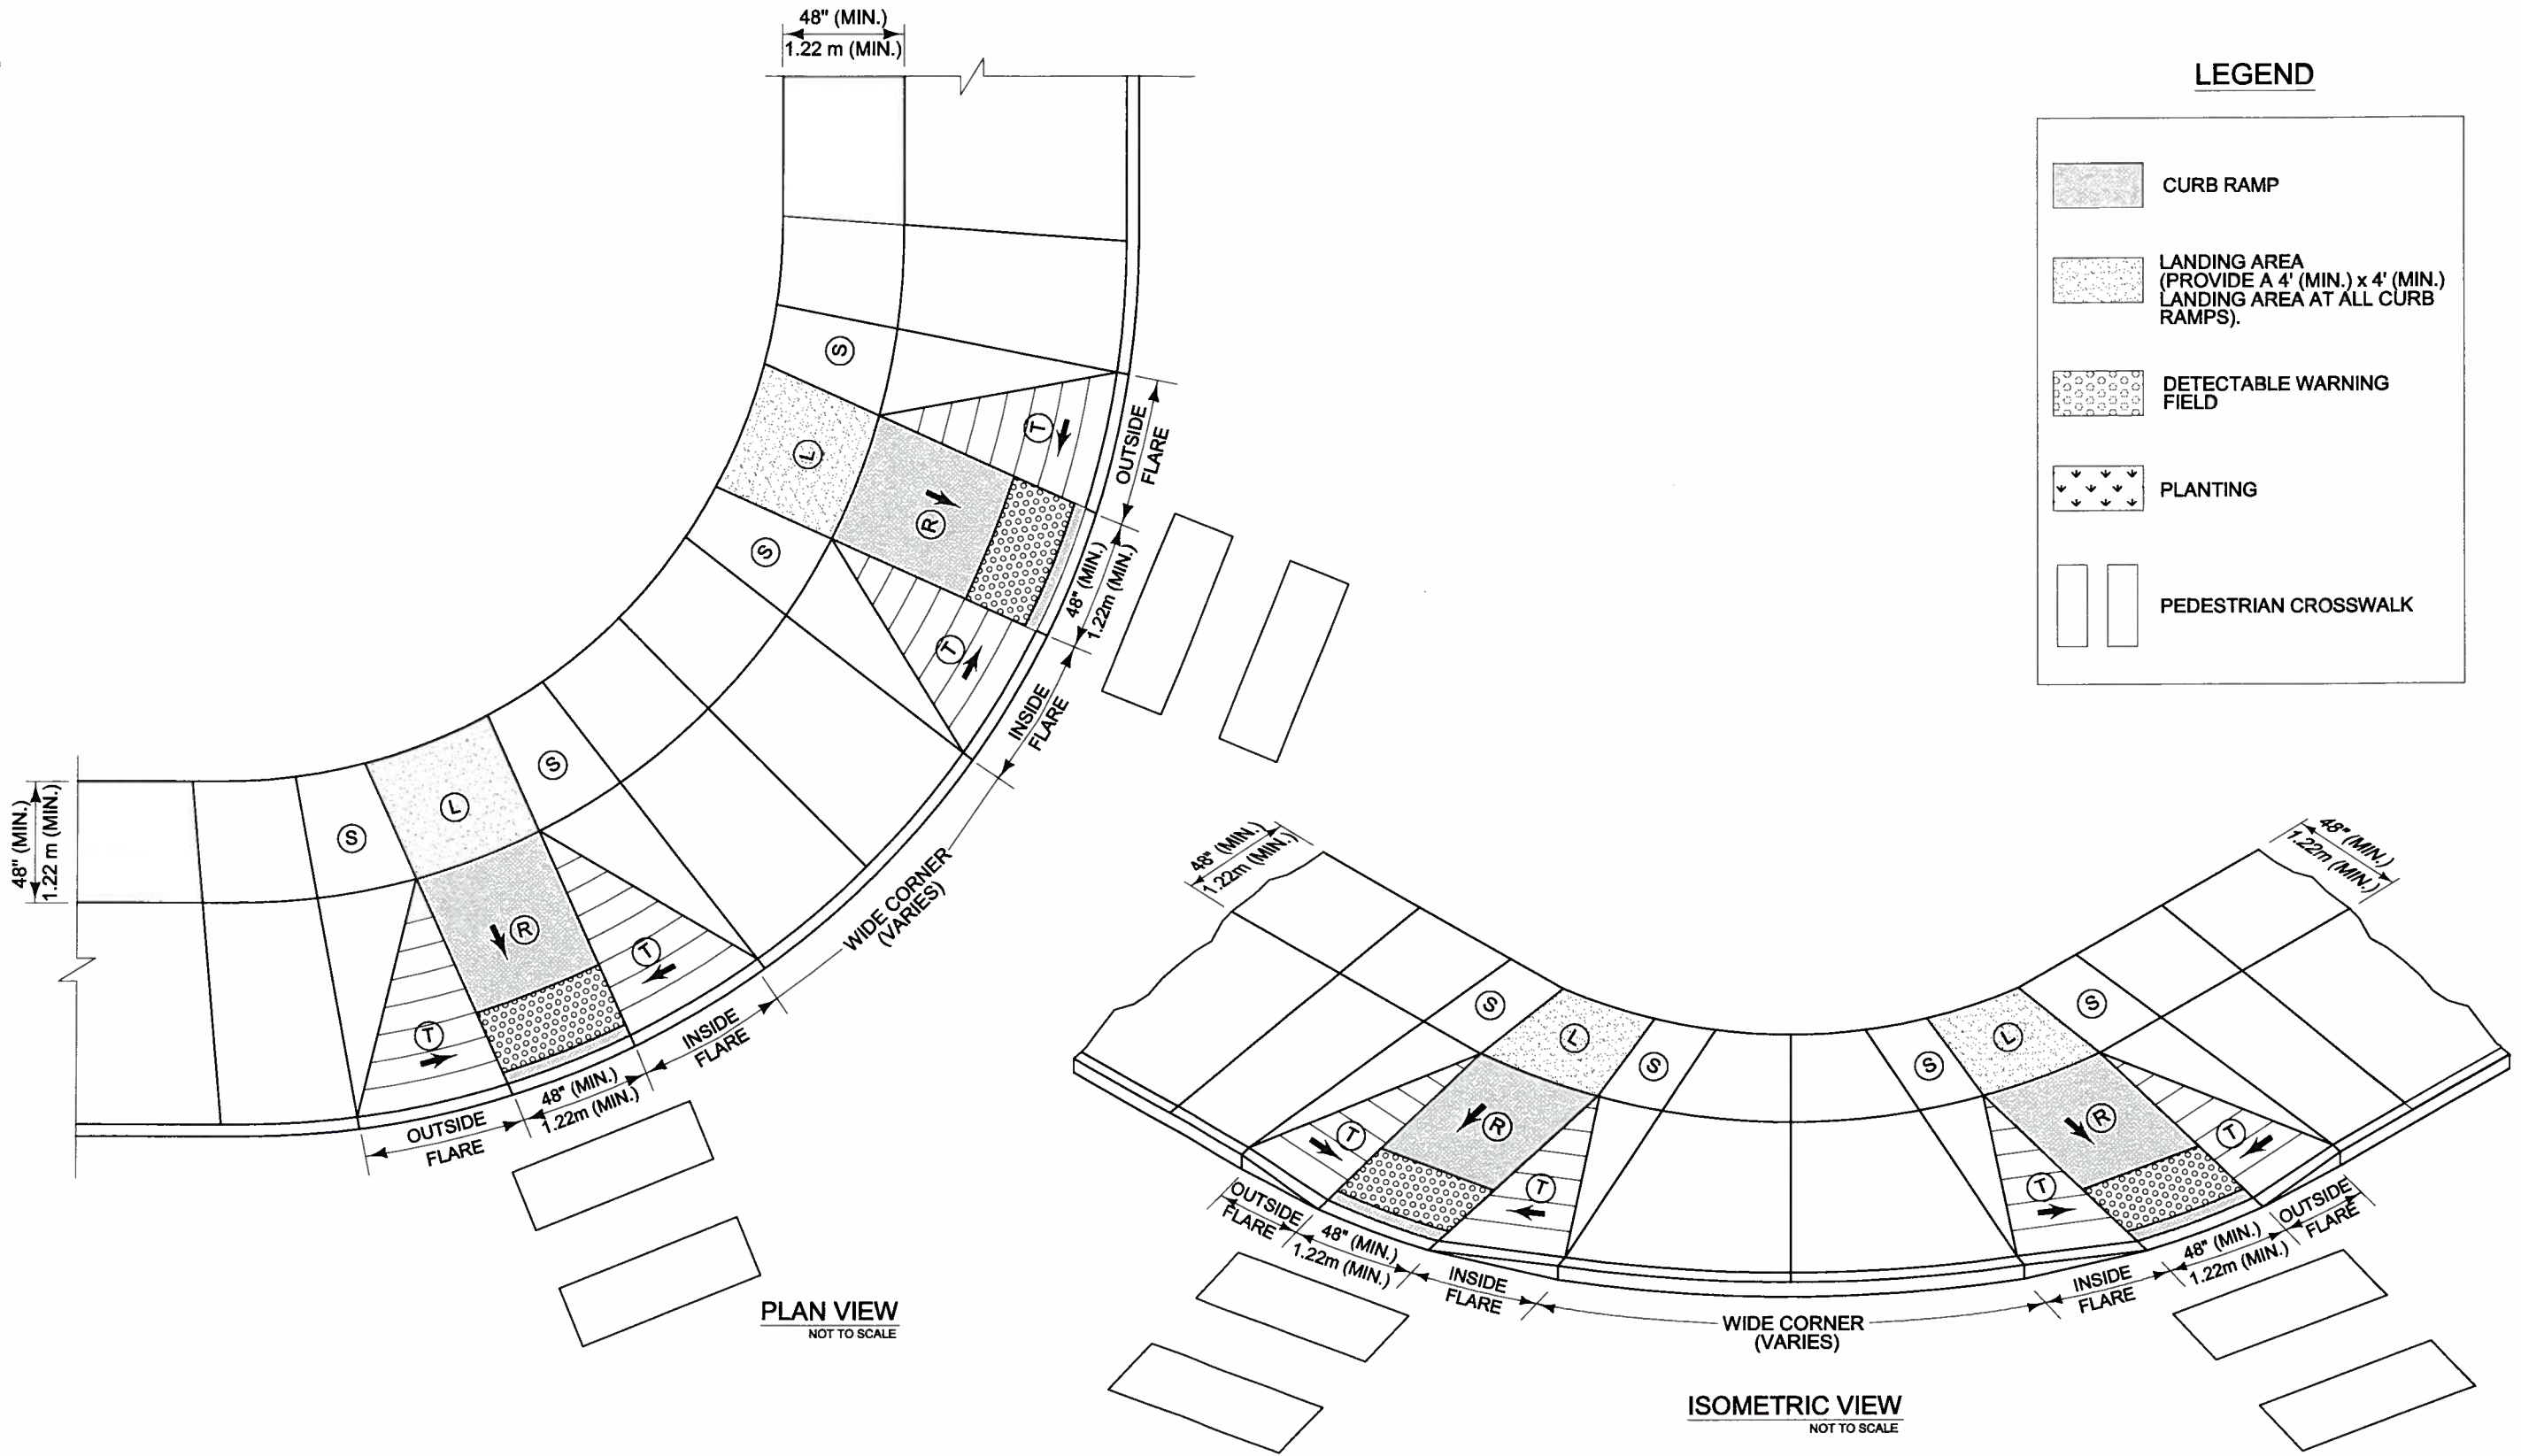 48" (MIN.)
1.22 m (MIN.)
S
L
S
R
T
T
OUTSIDE
FLARE
48" (MIN.)
1.22m (MIN.)
INSIDE
FLARE
WIDE CORNER
(VARIES)
48" (MIN.)
1.22 m (MIN.)
S
L
S
R
T
T
INSIDE
FLARE
48" (MIN.)
1.22m (MIN.)
OUTSIDE
FLARE
PLAN VIEW
NOT TO SCALE
LEGEND
CURB RAMP
LANDING AREA
(PROVIDE A 4' (MIN.) x 4' (MIN.)
LANDING AREA AT ALL CURB
RAMPS).
DETECTABLE WARNING
FIELD
PLANTING
PEDESTRIAN CROSSWALK
48" (MIN.)
1.22m (MIN.)
48" (MIN.)
1.22m (MIN.)
S
L
S
R
T
T
S
L
S
R
T
T
OUTSIDE
FLARE
48" (MIN.)
1.22m (MIN.)
INSIDE
FLARE
WIDE CORNER
(VARIES)
INSIDE
FLARE
48" (MIN.)
1.22m (MIN.)
OUTSIDE
FLARE
ISOMETRIC VIEW
NOT TO SCALE